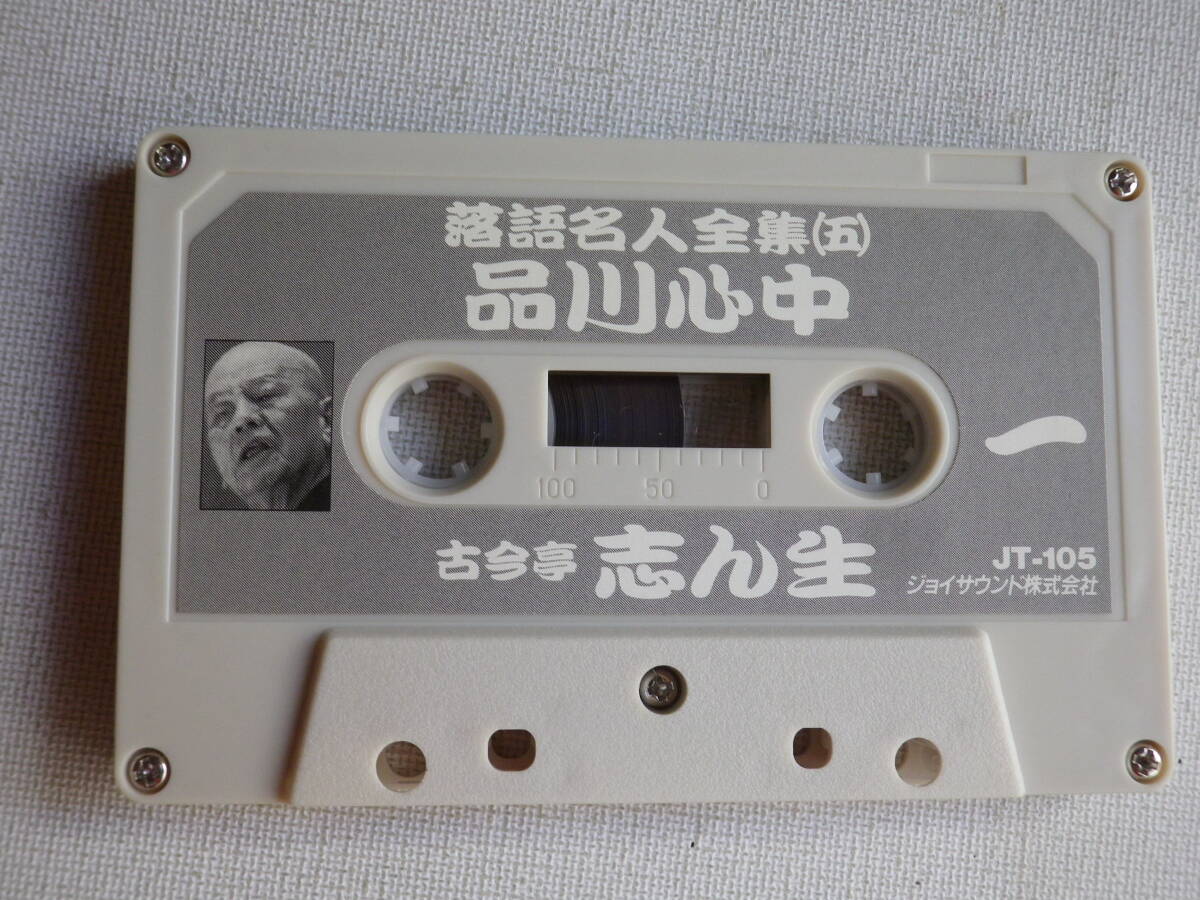 落語名人全集(五)
品川心中
一
100 50 0
古今亭 志ん生
JT-105
ジョイサウンド株式会社